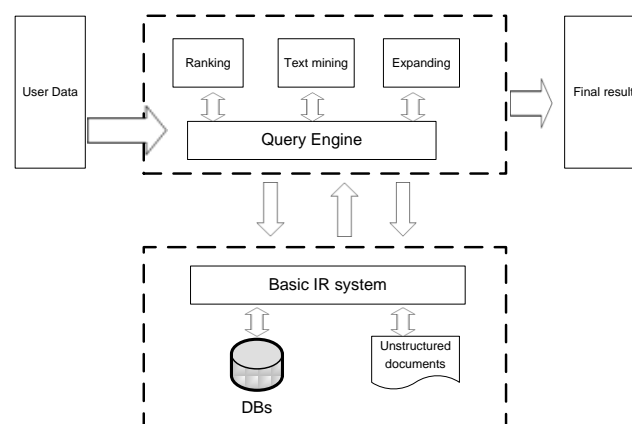 User Data
Ranking
Text mining
Expanding
Final result
Query Engine
Basic IR system
Unstructured
documents
DBs